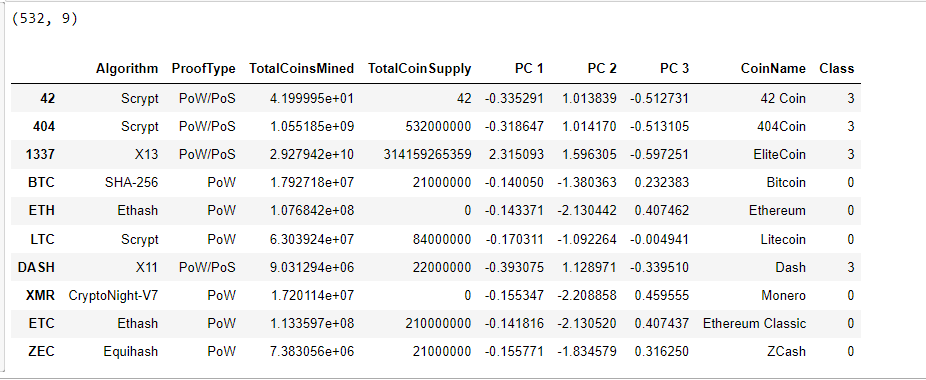 (532, 9)
Algorithm ProofType TotalCoinsMined TotalCoinSupply PC 1 PC 2 PC 3 CoinName Class
42 Scrypt PoW/PoS 4.199995e+01 42 -0.335291 1.013839 -0.512731 42 Coin 3
404 Scrypt PoW/PoS 1.055185e+09 532000000 -0.318647 1.014170 -0.513105 404Coin 3
1337 X13 PoW/PoS 2.927942e+10 314159265359 2.315093 1.596305 -0.597251 EliteCoin 3
BTC SHA-256 PoW 1.792718e+07 21000000 -0.140050 -1.380363 0.232383 Bitcoin 0
ETH Ethash PoW 1.076842e+08 0 -0.143371 -2.130442 0.407462 Ethereum 0
LTC Scrypt PoW 6.303924e+07 84000000 -0.170311 -1.092264 -0.004941 Litecoin 0
DASH X11 PoW/PoS 9.031294e+06 22000000 -0.393075 1.128971 -0.339510 Dash 3
XMR CryptoNight-V7 PoW 1.720114e+07 0 -0.155347 -2.208858 0.459555 Monero 0
ETC Ethash PoW 1.133597e+08 210000000 -0.141816 -2.130520 0.407437 Ethereum Classic 0
ZEC Equihash PoW 7.383056e+06 21000000 -0.155771 -1.834579 0.316250 ZCash 0